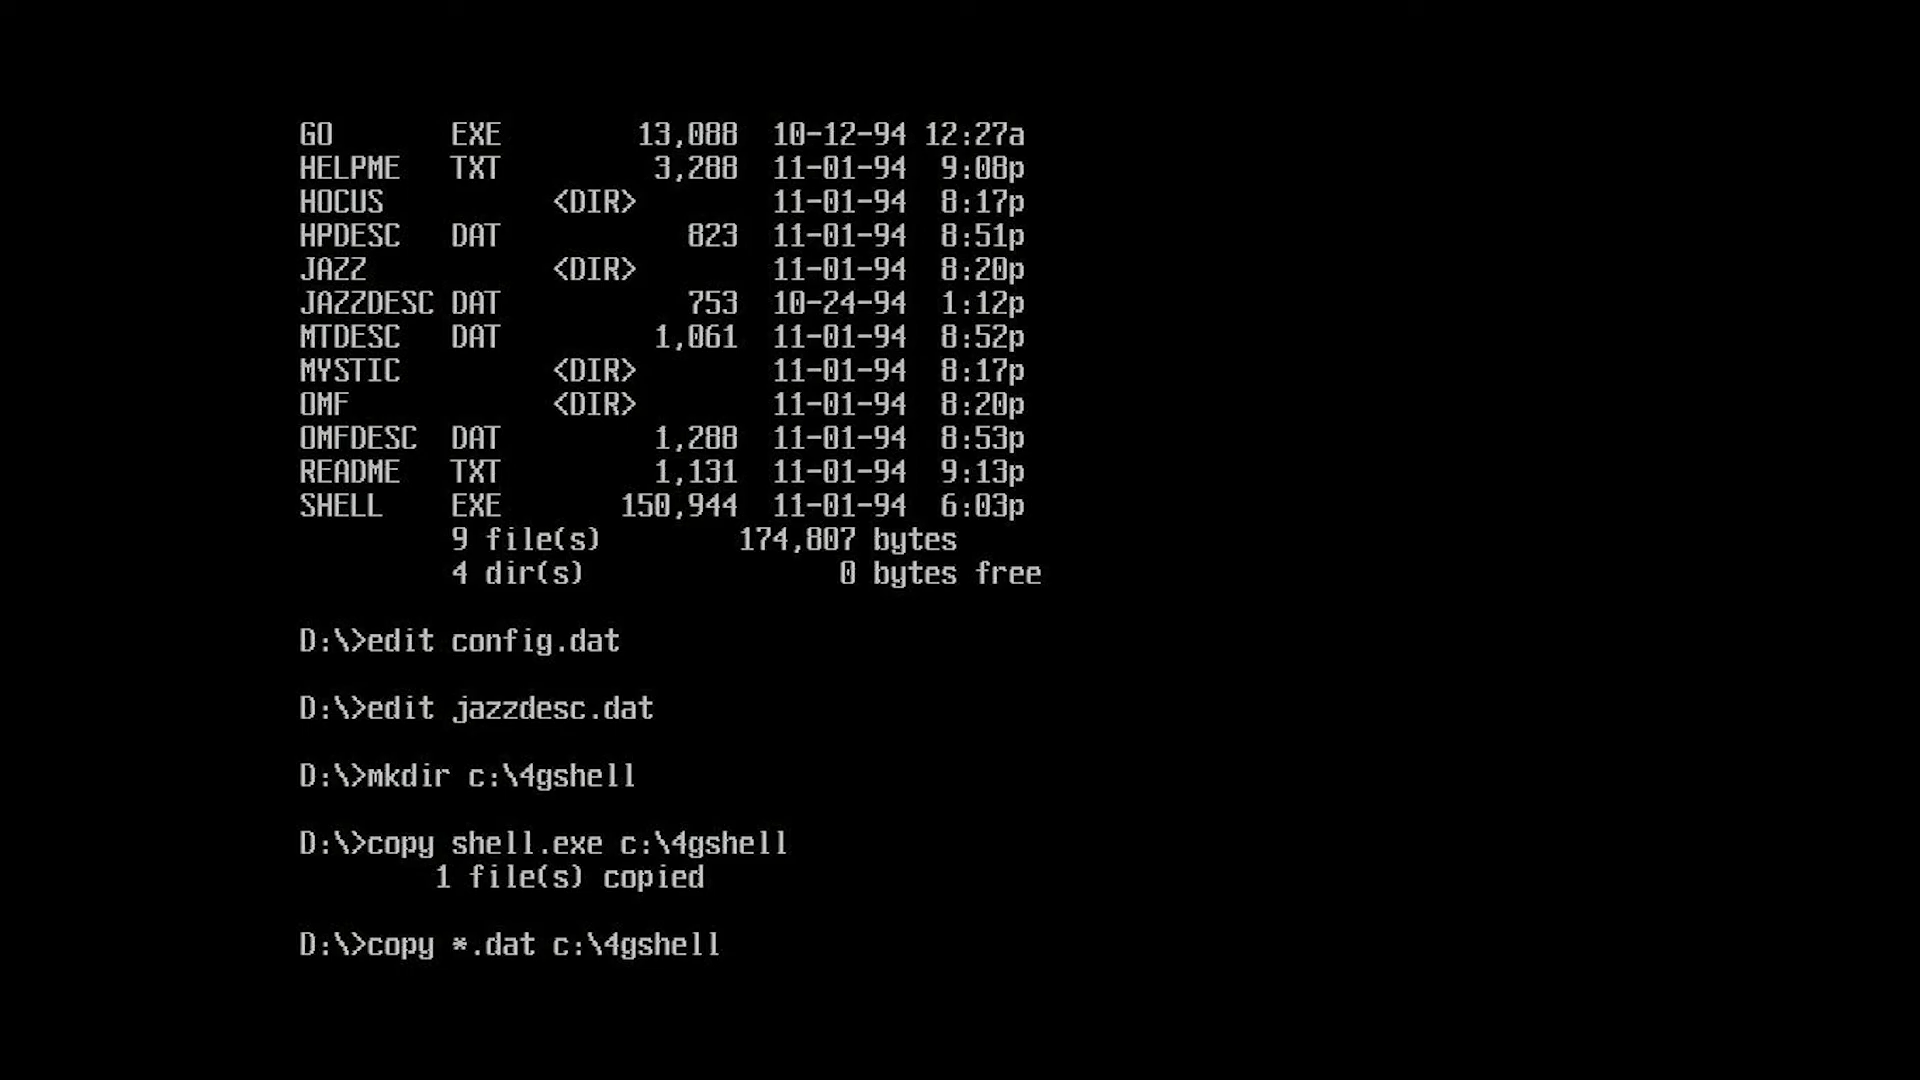 GO       EXE        13,088  10-12-94 12:27a
HELPME   TXT         3,288  11-01-94  9:08p
HOCUS          <DIR>        11-01-94  8:17p
HPDESC   DAT           823  11-01-94  8:51p
JAZZ           <DIR>        11-01-94  8:20p
JAZZDESC DAT           753  10-24-94  1:12p
MTDESC   DAT         1,061  11-01-94  8:52p
MYSTIC         <DIR>        11-01-94  8:17p
OMF            <DIR>        11-01-94  8:20p
OMFDESC  DAT         1,288  11-01-94  8:53p
README   TXT         1,131  11-01-94  9:13p
SHELL    EXE       150,944  11-01-94  6:03p
         9 file(s)        174,807 bytes
         4 dir(s)               0 bytes free
D:\>edit config.dat
D:\>edit jazzdesc.dat
D:\>mkdir c:\4gshell
D:\>copy shell.exe c:\4gshell
        1 file(s) copied
D:\>copy *.dat c:\4gshell